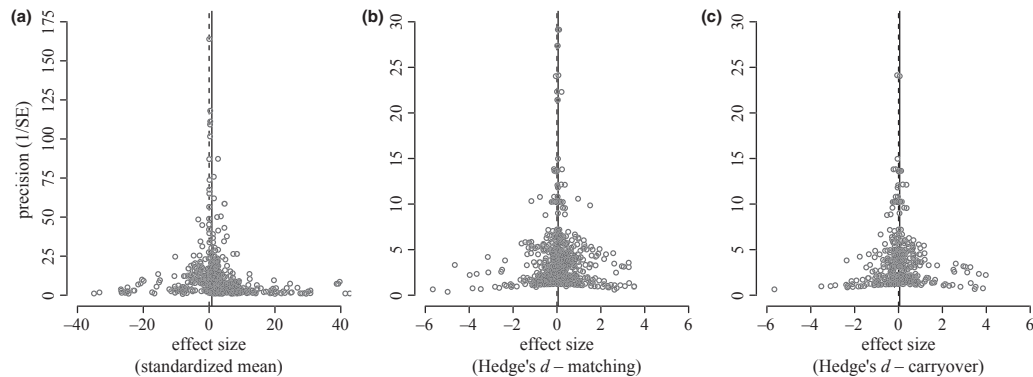 (a)
175
150
125
100
75
50
25
0
precision (1/SE)
−40 −20 0 20 40
effect size
(standardized mean)
(b)
30
25
20
15
10
5
0
−6 −4 −2 0 2 4 6
effect size
(Hedge's d – matching)
(c)
30
25
20
15
10
5
0
−6 −4 −2 0 2 4 6
effect size
(Hedge's d – carryover)